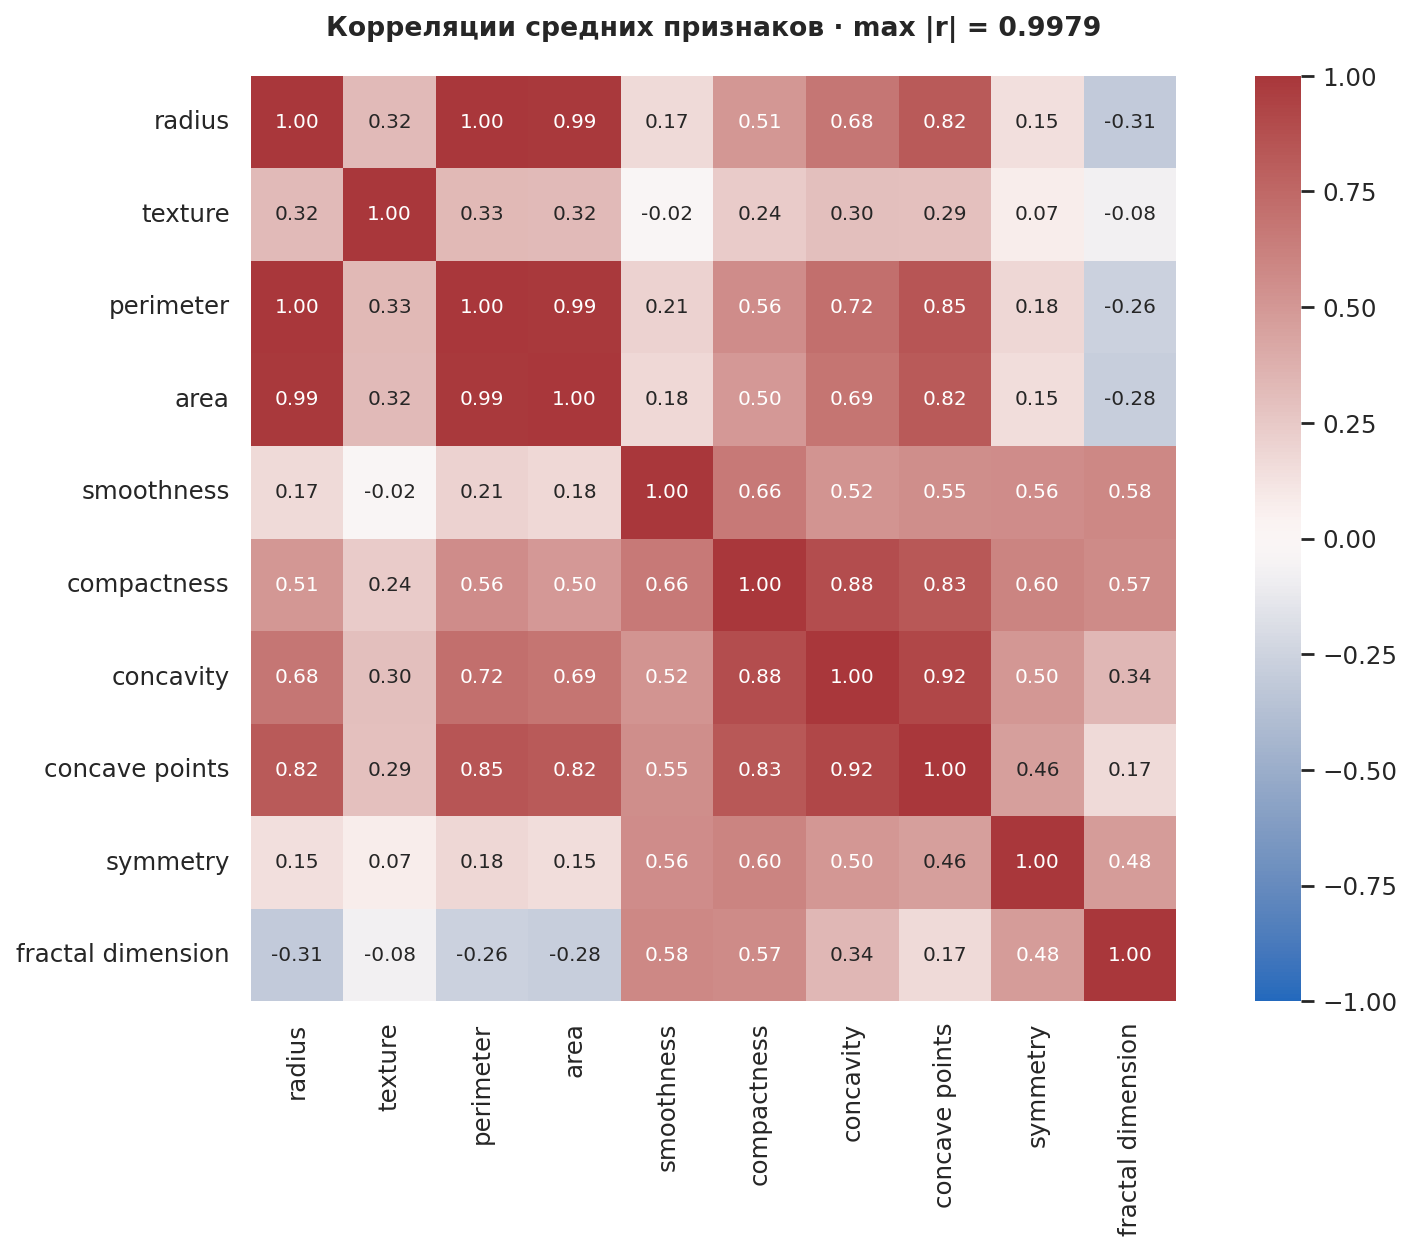 Корреляции средних признаков · max |r| = 0.9979
radius 1.00 0.32 1.00 0.99 0.17 0.51 0.68 0.82 0.15 -0.31
texture 0.32 1.00 0.33 0.32 -0.02 0.24 0.30 0.29 0.07 -0.08
perimeter 1.00 0.33 1.00 0.99 0.21 0.56 0.72 0.85 0.18 -0.26
area 0.99 0.32 0.99 1.00 0.18 0.50 0.69 0.82 0.15 -0.28
smoothness 0.17 -0.02 0.21 0.18 1.00 0.66 0.52 0.55 0.56 0.58
compactness 0.51 0.24 0.56 0.50 0.66 1.00 0.88 0.83 0.60 0.57
concavity 0.68 0.30 0.72 0.69 0.52 0.88 1.00 0.92 0.50 0.34
concave points 0.82 0.29 0.85 0.82 0.55 0.83 0.92 1.00 0.46 0.17
symmetry 0.15 0.07 0.18 0.15 0.56 0.60 0.50 0.46 1.00 0.48
fractal dimension -0.31 -0.08 -0.26 -0.28 0.58 0.57 0.34 0.17 0.48 1.00
radius
texture
perimeter
area
smoothness
compactness
concavity
concave points
symmetry
fractal dimension
1.00
0.75
0.50
0.25
0.00
−0.25
−0.50
−0.75
−1.00